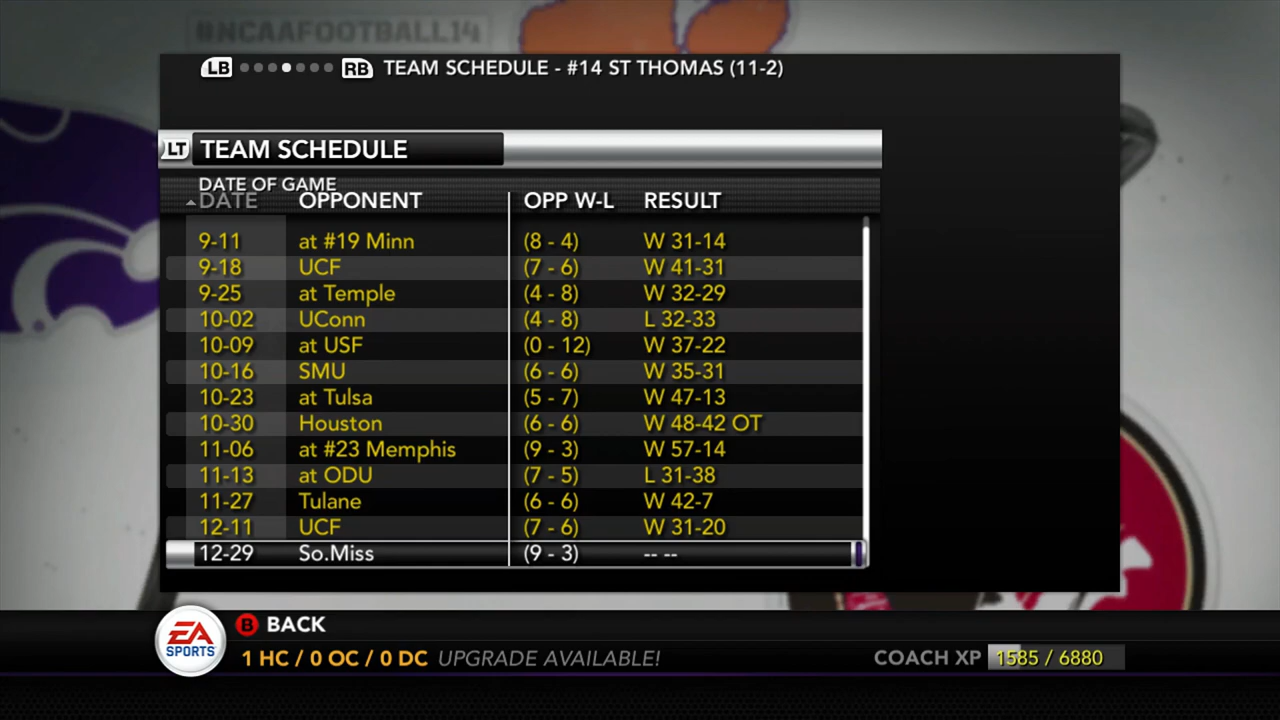 #NCAAFOOTBALL14
LB RB TEAM SCHEDULE - #14 ST THOMAS (11-2)
LT TEAM SCHEDULE
DATE OF GAME
DATE OPPONENT OPP W-L RESULT
9-11 at #19 Minn (8 - 4) W 31-14
9-18 UCF (7 - 6) W 41-31
9-25 at Temple (4 - 8) W 32-29
10-02 UConn (4 - 8) L 32-33
10-09 at USF (0 - 12) W 37-22
10-16 SMU (6 - 6) W 35-31
10-23 at Tulsa (5 - 7) W 47-13
10-30 Houston (6 - 6) W 48-42 OT
11-06 at #23 Memphis (9 - 3) W 57-14
11-13 at ODU (7 - 5) L 31-38
11-27 Tulane (6 - 6) W 42-7
12-11 UCF (7 - 6) W 31-20
12-29 So.Miss (9 - 3) -- --
EA SPORTS
B BACK
1 HC / 0 OC / 0 DC UPGRADE AVAILABLE!
COACH XP 1585 / 6880